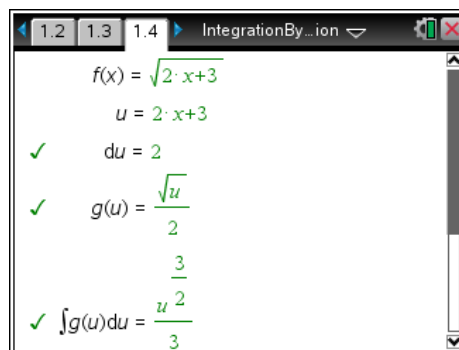 1.2 1.3 1.4 IntegrationBy…ion
f(x) = √(2·x+3)
u = 2·x+3
✓ du = 2
✓ g(u) = √u/2
✓ ∫g(u)du = u^(3/2)/3